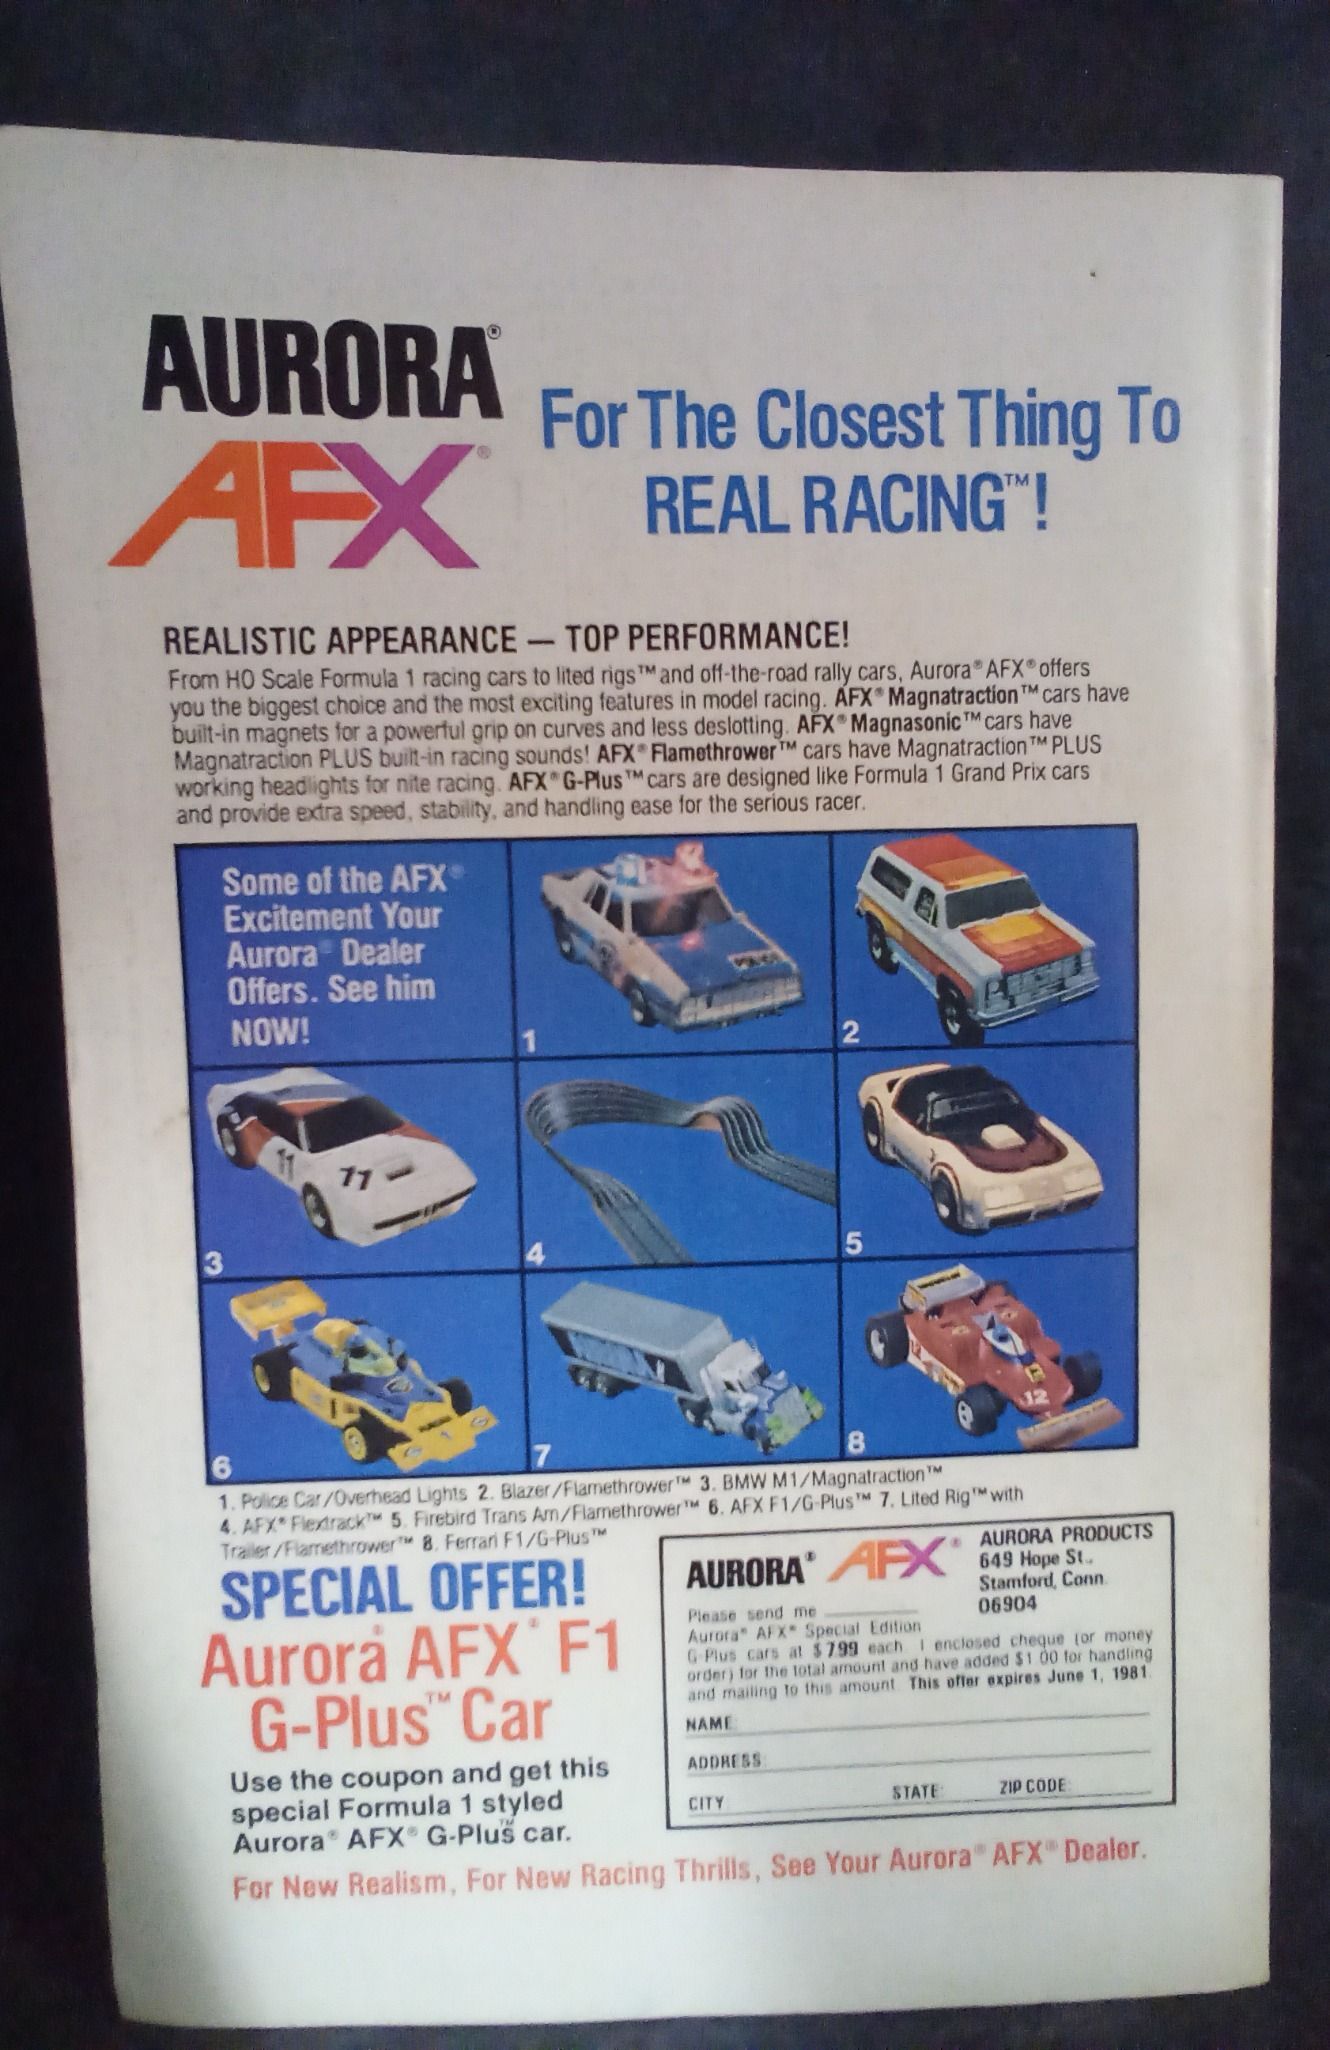 AURORA®
AFX®
For The Closest Thing To
REAL RACING™!
REALISTIC APPEARANCE — TOP PERFORMANCE!
From HO Scale Formula 1 racing cars to lited rigs™ and off-the-road rally cars, Aurora® AFX® offers
you the biggest choice and the most exciting features in model racing. AFX® Magnatraction™ cars have
built-in magnets for a powerful grip on curves and less deslotting. AFX® Magnasonic™ cars have
Magnatraction PLUS built-in racing sounds! AFX® Flamethrower™ cars have Magnatraction™ PLUS
working headlights for nite racing. AFX® G-Plus™ cars are designed like Formula 1 Grand Prix cars
and provide extra speed, stability, and handling ease for the serious racer.
Some of the AFX®
Excitement Your
Aurora® Dealer
Offers. See him
NOW!
POLICE
1
2
11
11
3
4
5
6
7
12
12
8
1. Police Car/Overhead Lights 2. Blazer/Flamethrower™ 3. BMW M1/Magnatraction™
4. AFX® Flextrack™ 5. Firebird Trans Am/Flamethrower™ 6. AFX F1/G-Plus™ 7. Lited Rig™ with
Trailer/Flamethrower™ 8. Ferrari F1/G-Plus™
SPECIAL OFFER!
Aurora® AFX® F1
G-Plus™ Car
Use the coupon and get this
special Formula 1 styled
Aurora® AFX® G-Plus™ car.
AURORA® AFX®
AURORA PRODUCTS
649 Hope St.,
Stamford, Conn.
06904
Please send me
Aurora® AFX® Special Edition
G-Plus cars at $7.99 each. I enclosed cheque (or money
order) for the total amount and have added $1.00 for handling
and mailing to this amount. This offer expires June 1, 1981.
NAME:
ADDRESS:
CITY STATE: ZIP CODE:
For New Realism, For New Racing Thrills, See Your Aurora® AFX® Dealer.